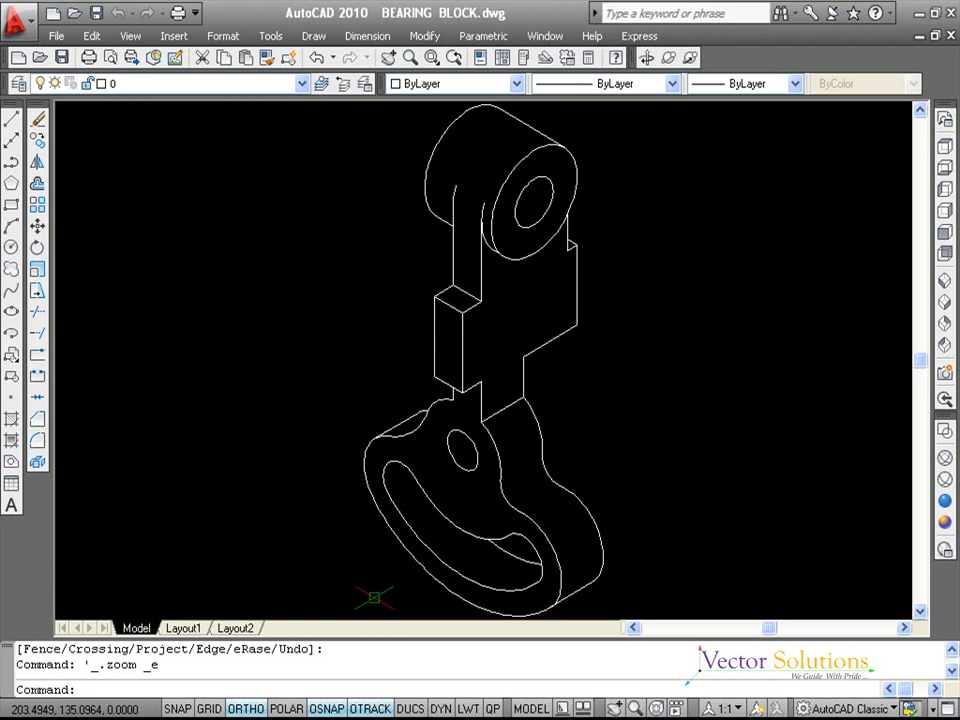 AutoCAD 2010 BEARING BLOCK.dwg
Type a keyword or phrase
File Edit View Insert Format Tools Draw Dimension Modify Parametric Window Help Express
0 ByLayer ByLayer ByLayer ByColor
A
Model Layout1 Layout2
[Fence/Crossing/Project/Edge/eRase/Undo]:
Command: '_.zoom _e
Command:
Vector Solutions
We Guide With Pride ...
203.4949, 135.0964, 0.0000 SNAP GRID ORTHO POLAR OSNAP OTRACK DUCS DYN LWT QP MODEL 1:1 AutoCAD Classic